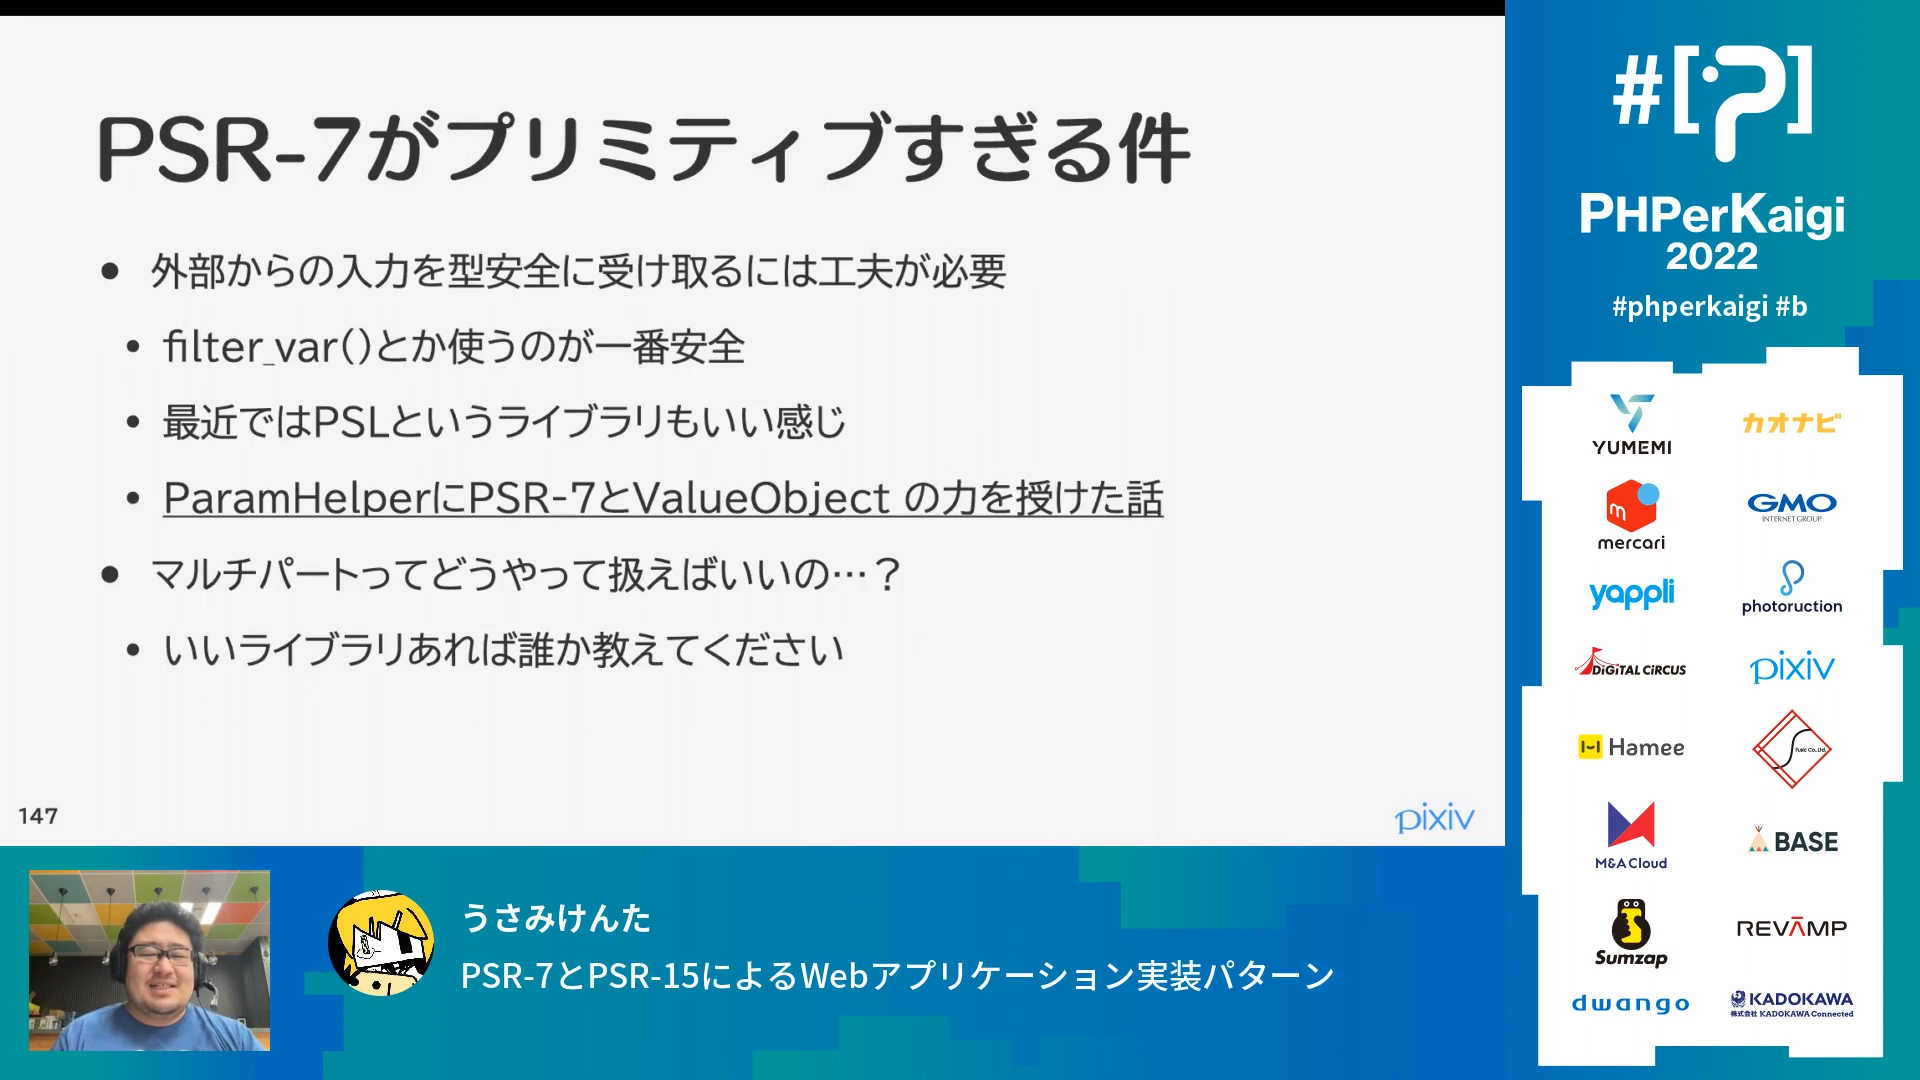 PSR-7がプリミティブすぎる件
• 外部からの入力を型安全に受け取るには工夫が必要
• filter_var()とか使うのが一番安全
• 最近ではPSLというライブラリもいい感じ
• ParamHelperにPSR-7とValueObject の力を授けた話
• マルチパートってどうやって扱えばいいの…？
• いいライブラリあれば誰か教えてください
147
pixiv
うさみけんた
PSR-7とPSR-15によるWebアプリケーション実装パターン
#[P]
PHPerKaigi
2022
#phperkaigi #b
YUMEMI
カオナビ
mercari
GMO
INTERNET GROUP
yappli
photoruction
DiGiTAL CiRCUS
pixiv
Hamee
Fusic Co.,Ltd.
M&A Cloud
BASE
Sumzap
REVAMP
dwango
KADOKAWA
株式会社 KADOKAWA Connected